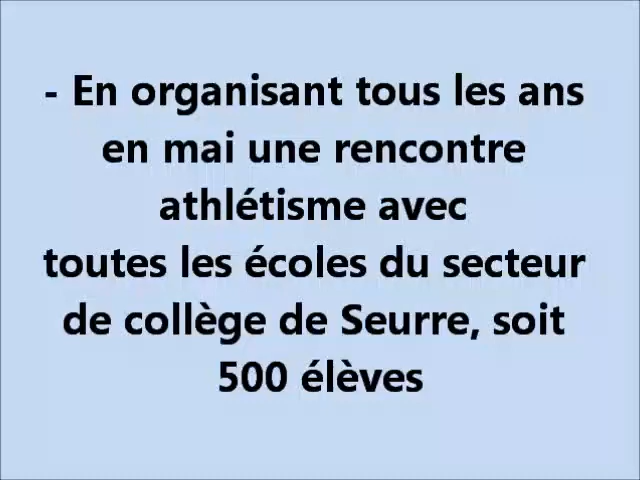 - En organisant tous les ans
en mai une rencontre
athlétisme avec
toutes les écoles du secteur
de collège de Seurre, soit
500 élèves